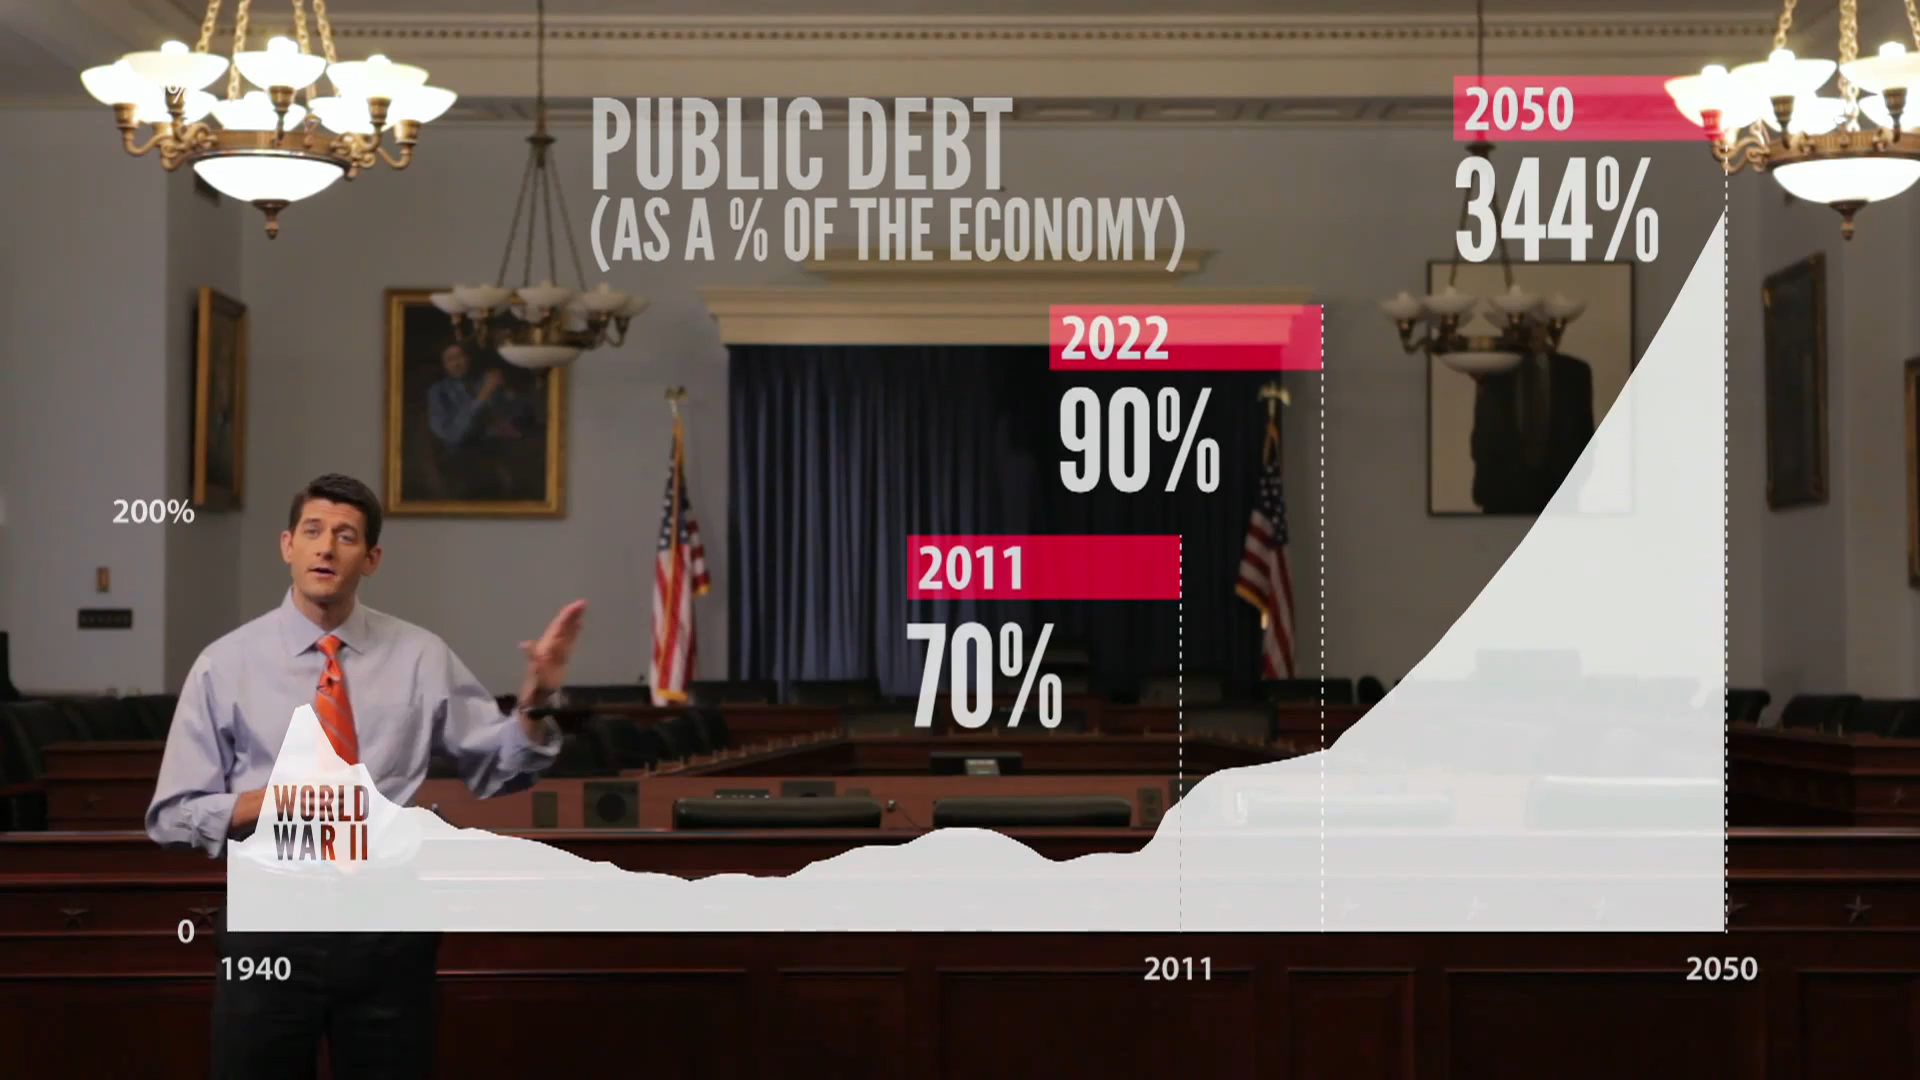 PUBLIC DEBT
(AS A % OF THE ECONOMY)
2050
344%
2022
90%
2011
70%
200%
WORLD
WAR II
0
1940
2011
2050